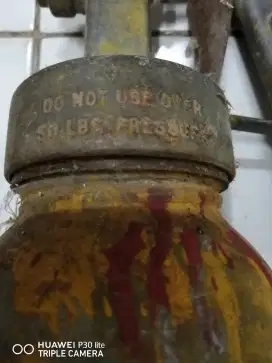 DO NOT USE OVER
50 LBS. PRESSURE
HUAWEI P30 lite
TRIPLE CAMERA